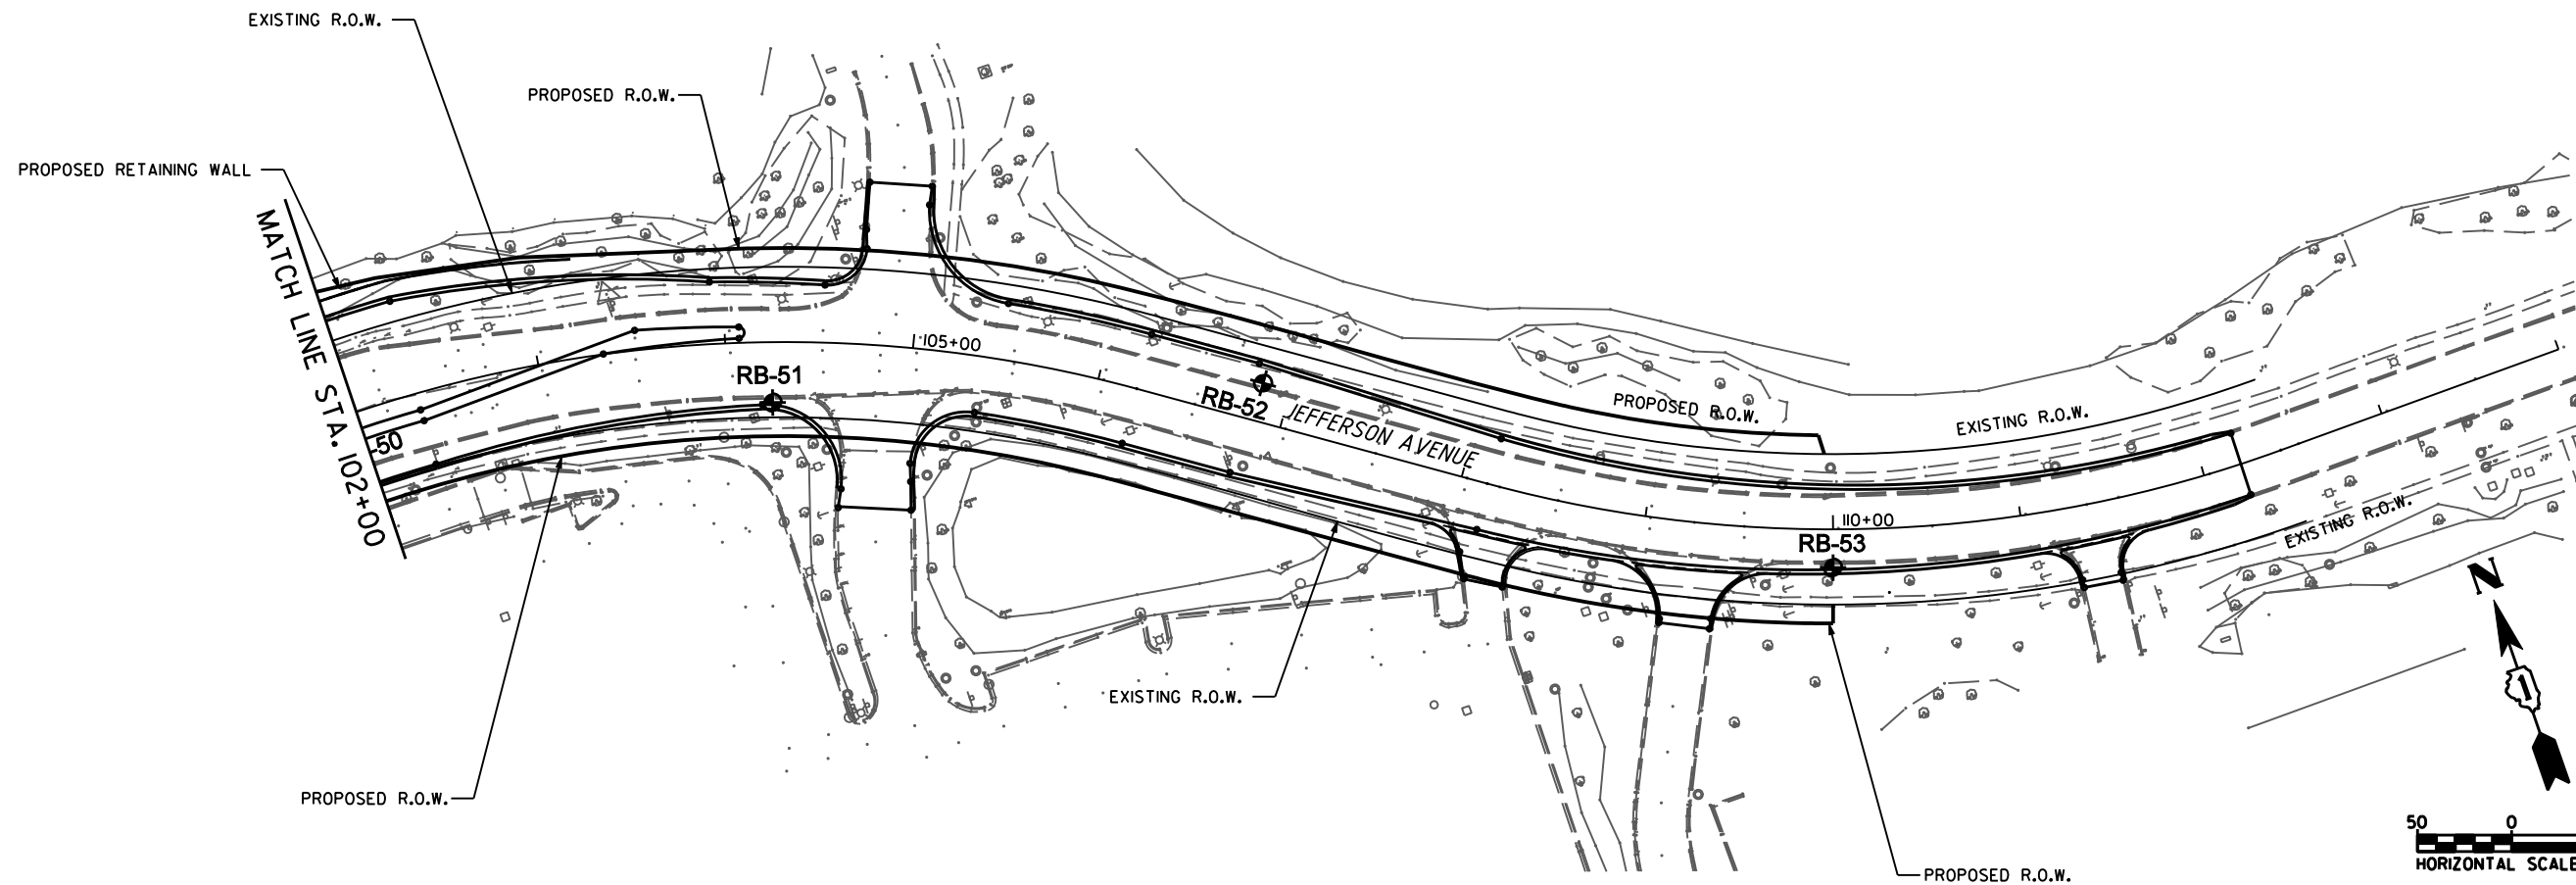 EXISTING R.O.W.
PROPOSED R.O.W.
PROPOSED RETAINING WALL
MATCH LINE STA. 102+00
-50
RB-51
105+00
RB-52
JEFFERSON AVENUE
PROPOSED R.O.W.
EXISTING R.O.W.
110+00
RB-53
EXISTING R.O.W.
N
1
EXISTING R.O.W.
PROPOSED R.O.W.
50 0
HORIZONTAL SCALE
PROPOSED R.O.W.